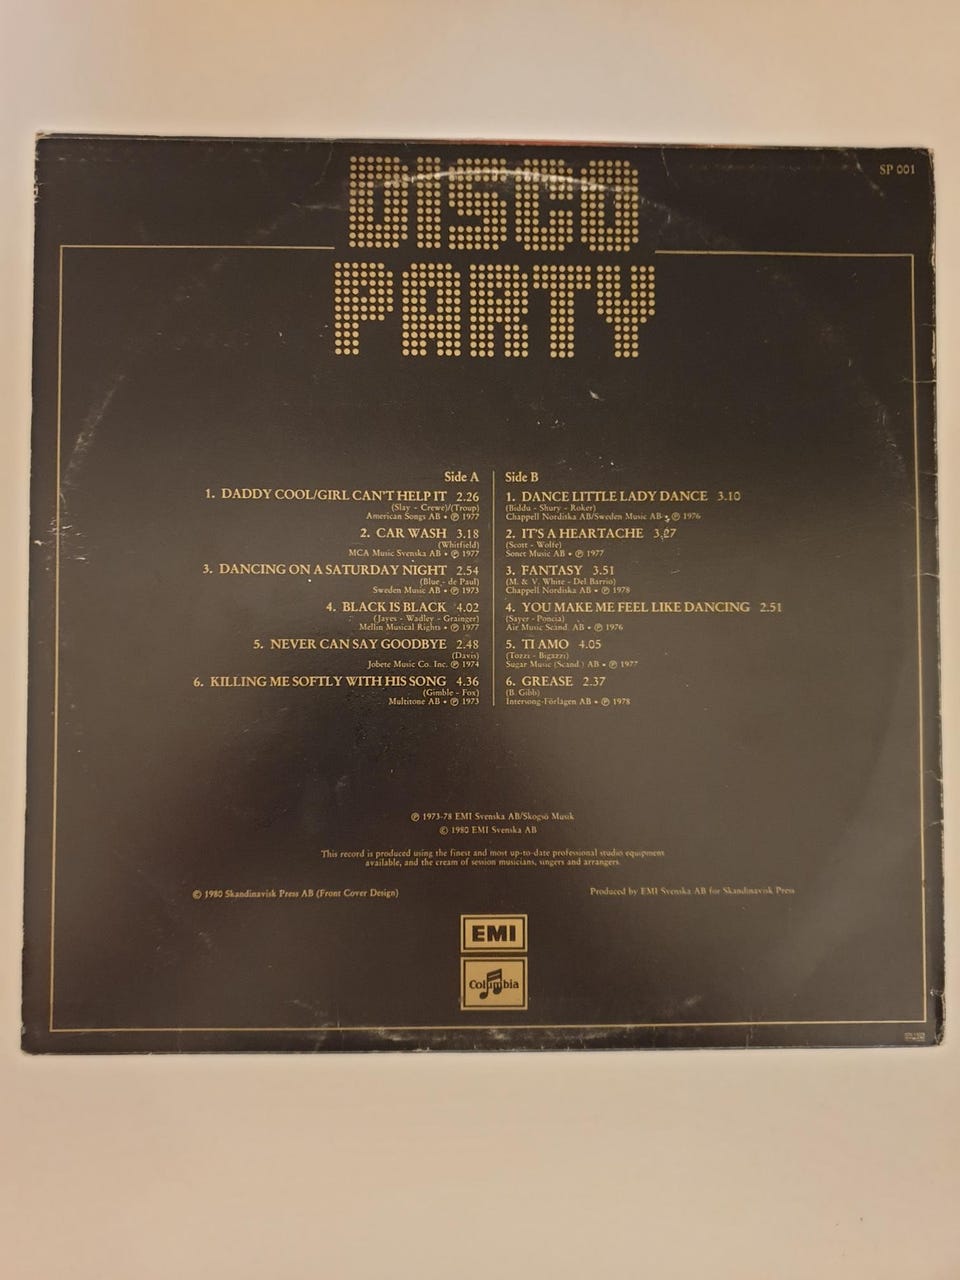 SP 001
DISCO
PARTY
Side A
1. DADDY COOL/GIRL CAN'T HELP IT 2.26
(Slay - Crewe)/(Troup)
American Songs AB • ℗ 1977
2. CAR WASH 3.18
(Whitfield)
MCA Music Svenska AB • ℗ 1977
3. DANCING ON A SATURDAY NIGHT 2.54
(Blue - de Paul)
Sweden Music AB • ℗ 1973
4. BLACK IS BLACK 4.02
(Jayes - Wadley - Grainger)
Mellin Musical Rights • ℗ 1977
5. NEVER CAN SAY GOODBYE 2.48
(Davis)
Jobete Music Co. Inc. ℗ 1974
6. KILLING ME SOFTLY WITH HIS SONG 4.36
(Gimble - Fox)
Multitone AB • ℗ 1973
Side B
1. DANCE LITTLE LADY DANCE 3.10
(Biddu - Shury - Roker)
Chappell Nordiska AB/Sweden Music AB • ℗ 1976
2. IT'S A HEARTACHE 3.27
(Scott - Wolfe)
Sonet Music AB • ℗ 1977
3. FANTASY 3.51
(M. & V. White - Del Barrio)
Chappell Nordiska AB • ℗ 1978
4. YOU MAKE ME FEEL LIKE DANCING 2.51
(Sayer - Poncia)
Air Music Scand. AB • ℗ 1976
5. TI AMO 4.05
(Tozzi - Bigazzi)
Sugar Music (Scand.) AB • ℗ 1977
6. GREASE 2.37
(B. Gibb)
Intersong-Förlagen AB • ℗ 1978
℗ 1973-78 EMI Svenska AB/Skogsö Musik
© 1980 EMI Svenska AB
This record is produced using the finest and most up-to-date professional studio equipment
available, and the cream of session musicians, singers and arrangers.
© 1980 Skandinavisk Press AB (Front Cover Design)
Produced by EMI Svenska AB for Skandinavisk Press
EMI
Columbia